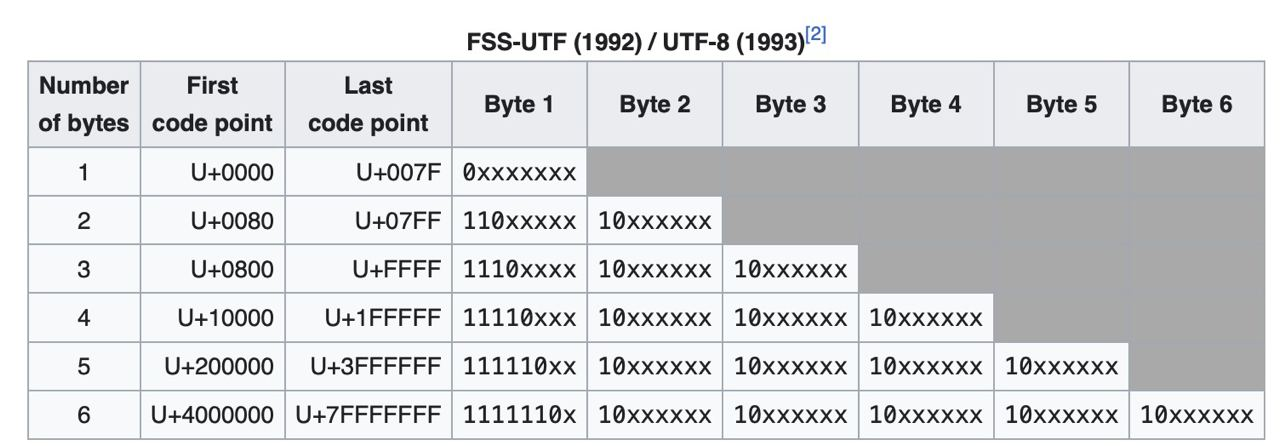 FSS-UTF (1992) / UTF-8 (1993)[2]
Number of bytes First code point Last code point Byte 1 Byte 2 Byte 3 Byte 4 Byte 5 Byte 6
1 U+0000 U+007F 0xxxxxxx
2 U+0080 U+07FF 110xxxxx 10xxxxxx
3 U+0800 U+FFFF 1110xxxx 10xxxxxx 10xxxxxx
4 U+10000 U+1FFFFF 11110xxx 10xxxxxx 10xxxxxx 10xxxxxx
5 U+200000 U+3FFFFFF 111110xx 10xxxxxx 10xxxxxx 10xxxxxx 10xxxxxx
6 U+4000000 U+7FFFFFFF 1111110x 10xxxxxx 10xxxxxx 10xxxxxx 10xxxxxx 10xxxxxx